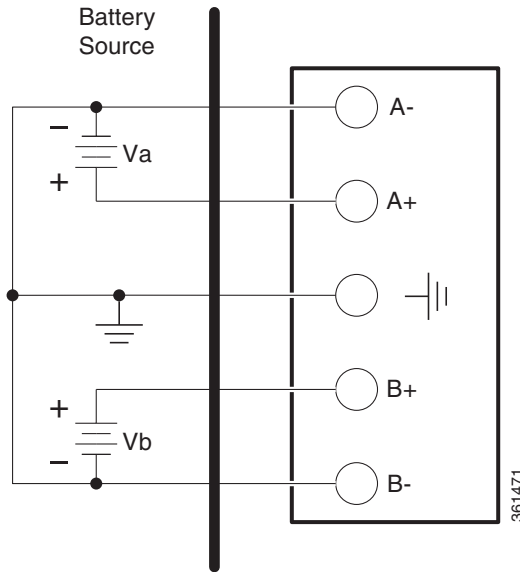 Battery
Source
A-
−
Va
+
A+
+
B+
Vb
−
B-
361471